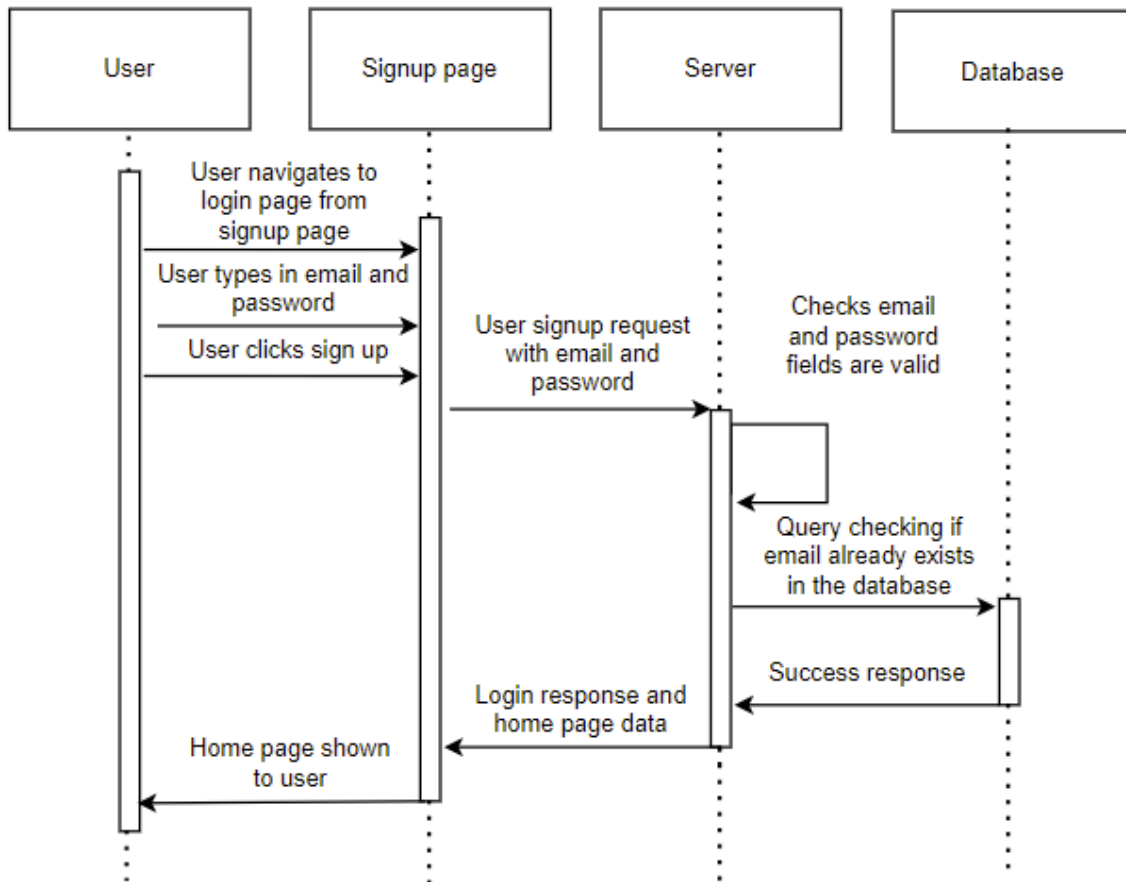 User
Signup page
Server
Database
User navigates to
login page from
signup page
User types in email and
password
User clicks sign up
User signup request
with email and
password
Checks email
and password
fields are valid
Query checking if
email already exists
in the database
Success response
Login response and
home page data
Home page shown
to user